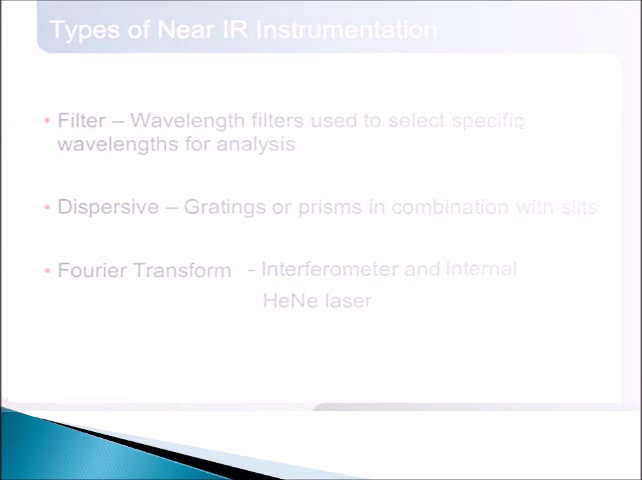 Types of Near IR Instrumentation
• Filter – Wavelength filters used to select specific
wavelengths for analysis
• Dispersive – Gratings or prisms in combination with slits
• Fourier Transform - Interferometer and internal
HeNe laser